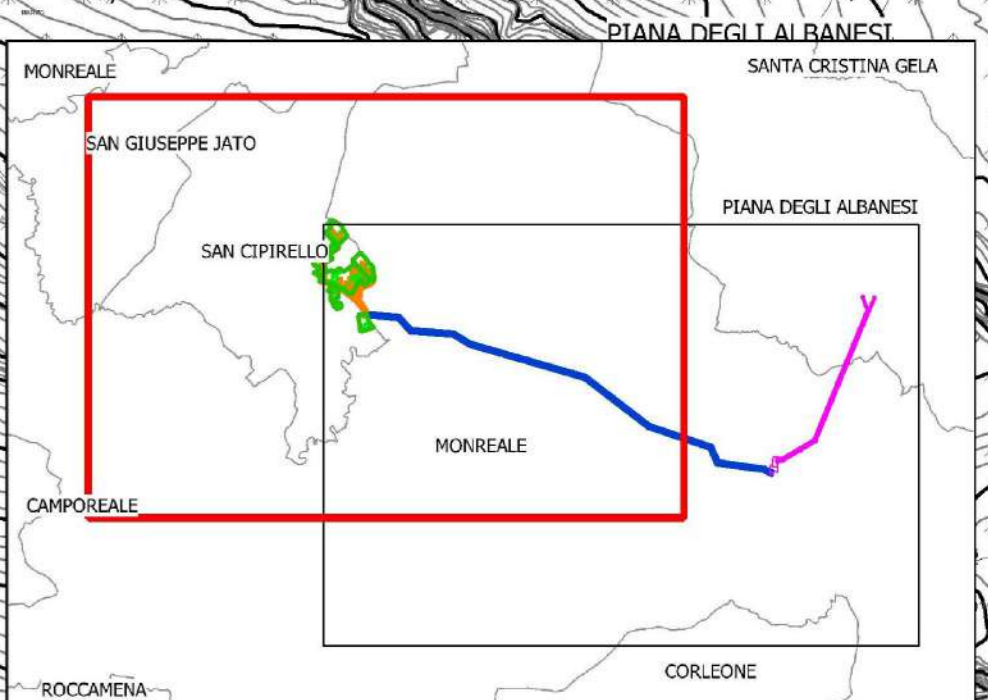 PIANA DEGLI ALBANESI
MONREALE
SANTA CRISTINA GELA
SAN GIUSEPPE JATO
PIANA DEGLI ALBANESI
SAN CIPIRELLO
MONREALE
CAMPOREALE
CORLEONE
ROCCAMENA